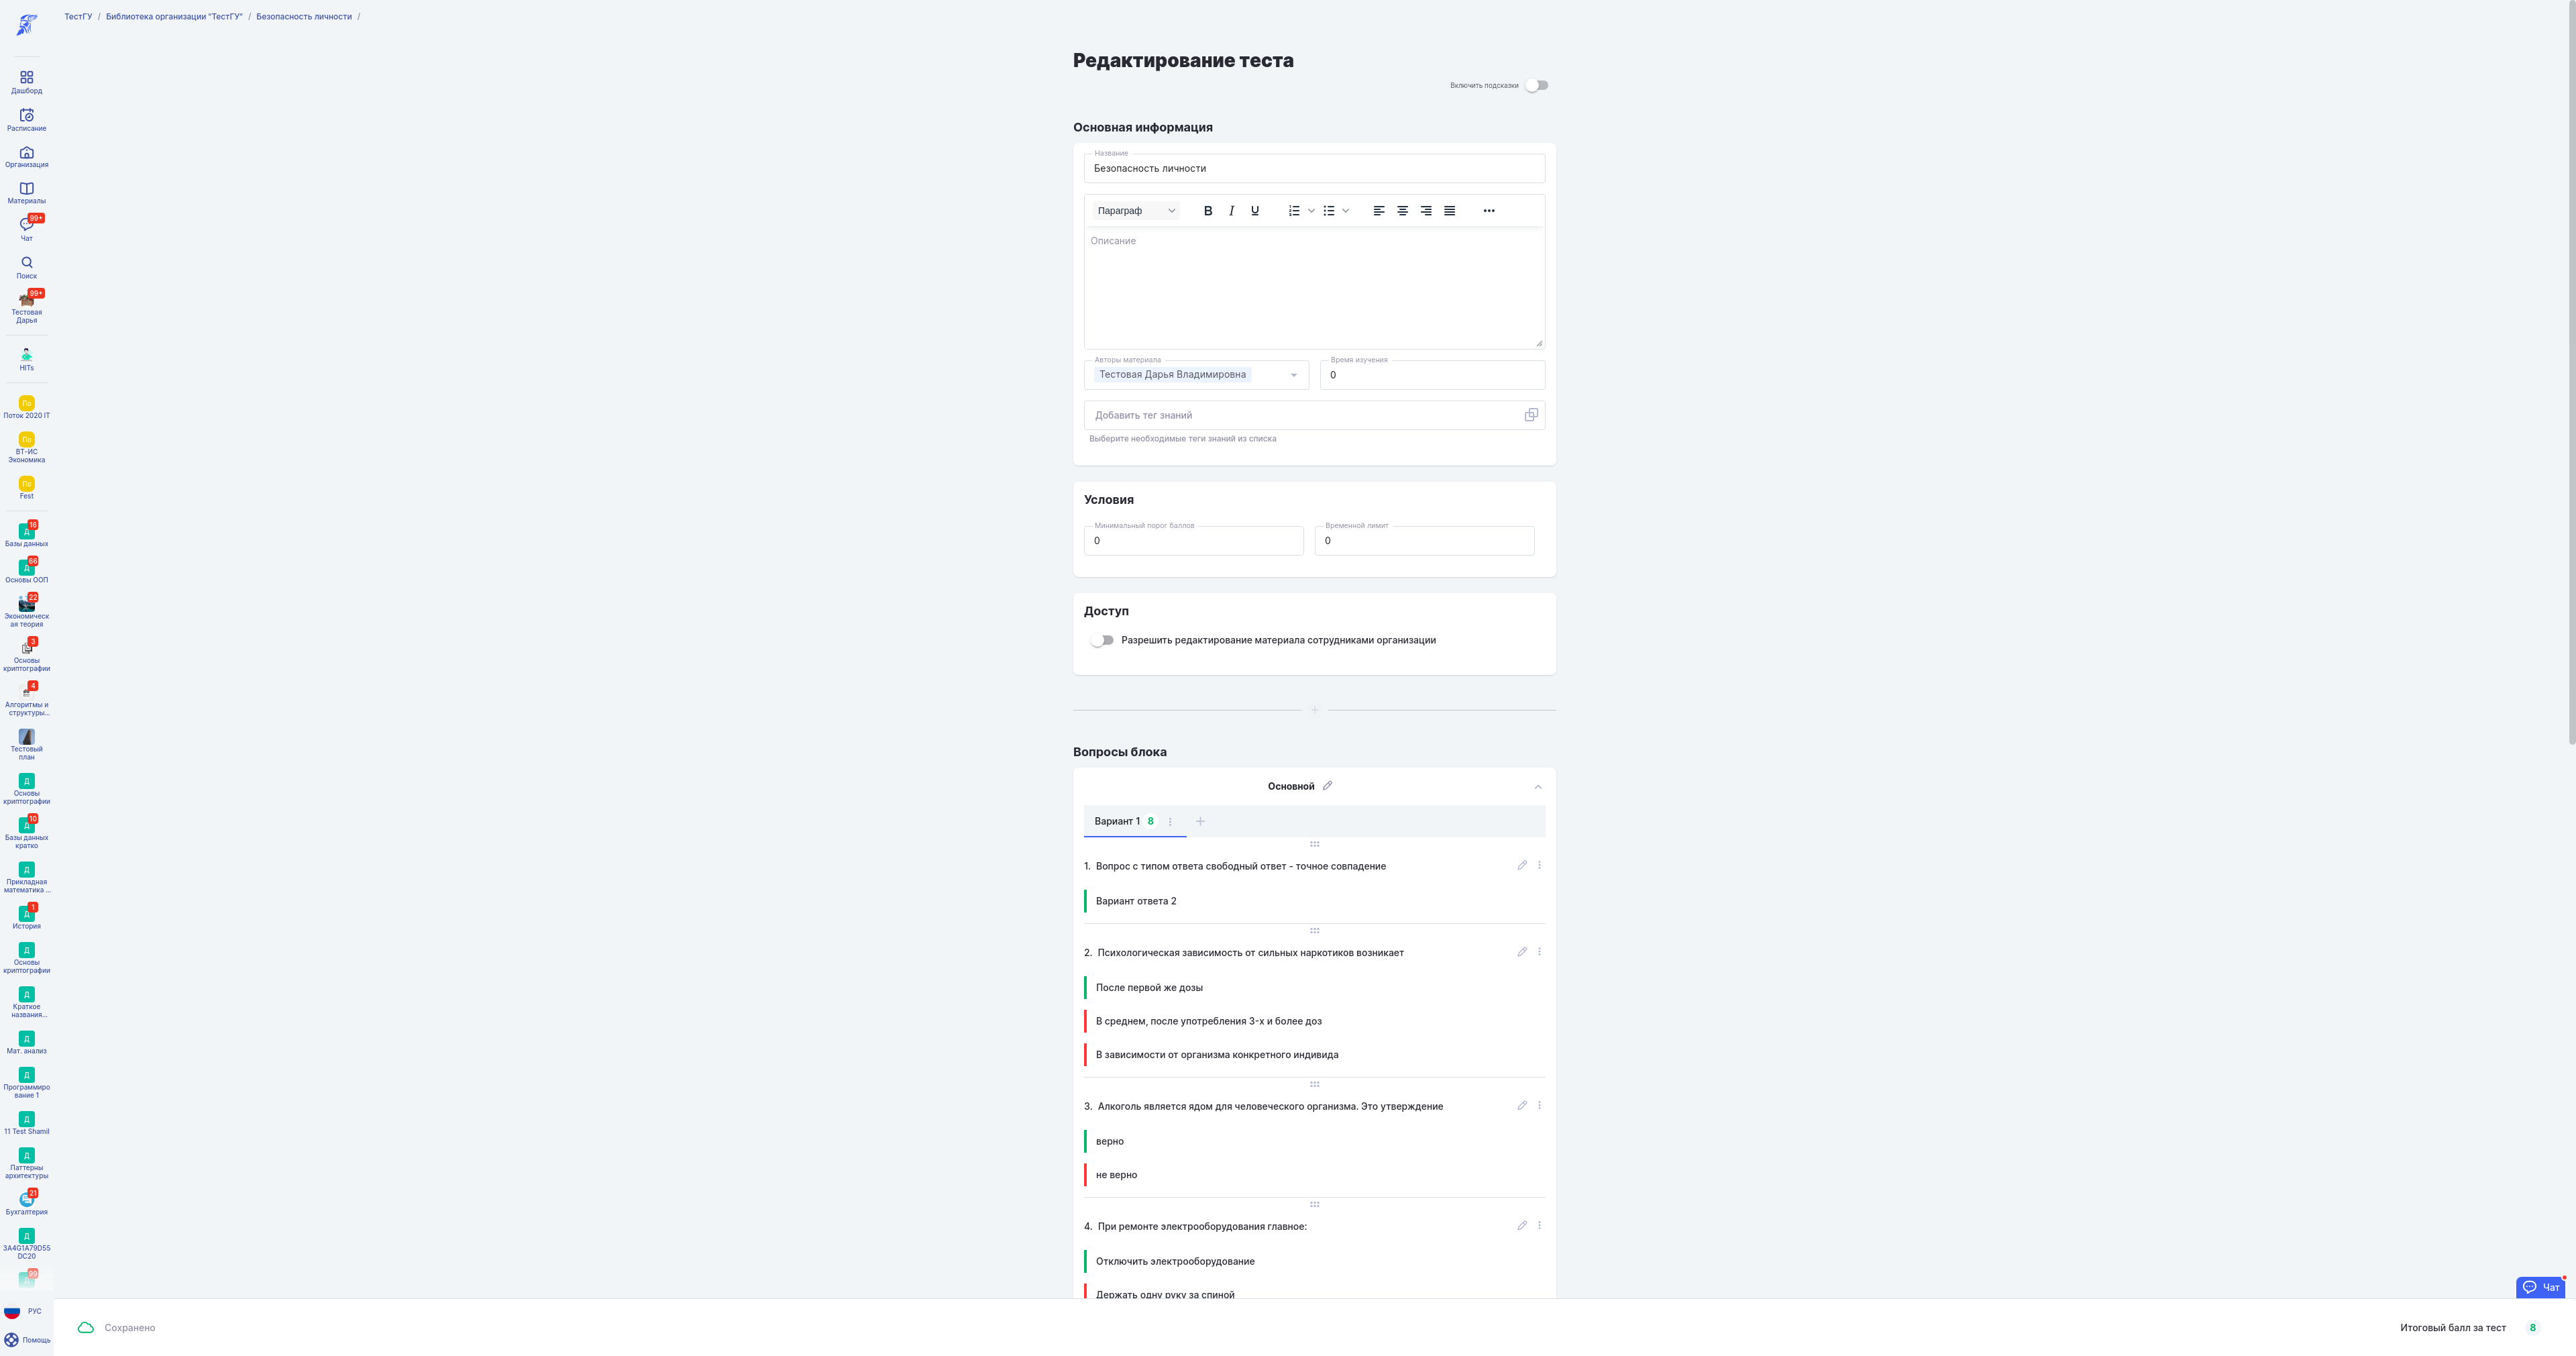 ТестГУ / Библиотека организации "ТестГУ" / Безопасность личности /
Дашборд
Расписание
Организация
Материалы
99+
Чат
Поиск
99+
Тестовая
Дарья
HITs
По
Поток 2020 IT
По
ВТ-ИС
Экономика
По
Fest
16
Д
Базы данных
66
Д
Основы ООП
22
Экономическ
ая теория
3
Основы
криптографии
4
Алгоритмы и
структуры...
Тестовый
план
Д
Основы
криптографии
10
Д
Базы данных
кратко
Д
Прикладная
математика ...
1
Д
История
Д
Основы
криптографии
Д
Краткое
названия...
Д
Мат. анализ
Д
Программиро
вание 1
Д
11 Test Shamil
Д
Паттерны
архитектуры
21
Бухгалтерия
Д
3A4G1A79D55
DC20
99
Д
РУС
Помощь
Редактирование теста
Включить подсказки
Основная информация
Название
Безопасность личности
Параграф
Описание
Авторы материала
Тестовая Дарья Владимировна
Время изучения
0
Добавить тег знаний
Выберите необходимые теги знаний из списка
Условия
Минимальный порог баллов
0
Временной лимит
0
Доступ
Разрешить редактирование материала сотрудниками организации
Вопросы блока
Основной
Вариант 1 8
1. Вопрос с типом ответа свободный ответ - точное совпадение
Вариант ответа 2
2. Психологическая зависимость от сильных наркотиков возникает
После первой же дозы
В среднем, после употребления 3-х и более доз
В зависимости от организма конкретного индивида
3. Алкоголь является ядом для человеческого организма. Это утверждение
верно
не верно
4. При ремонте электрооборудования главное:
Отключить электрооборудование
Держать одну руку за спиной
Чат
Сохранено
Итоговый балл за тест 8